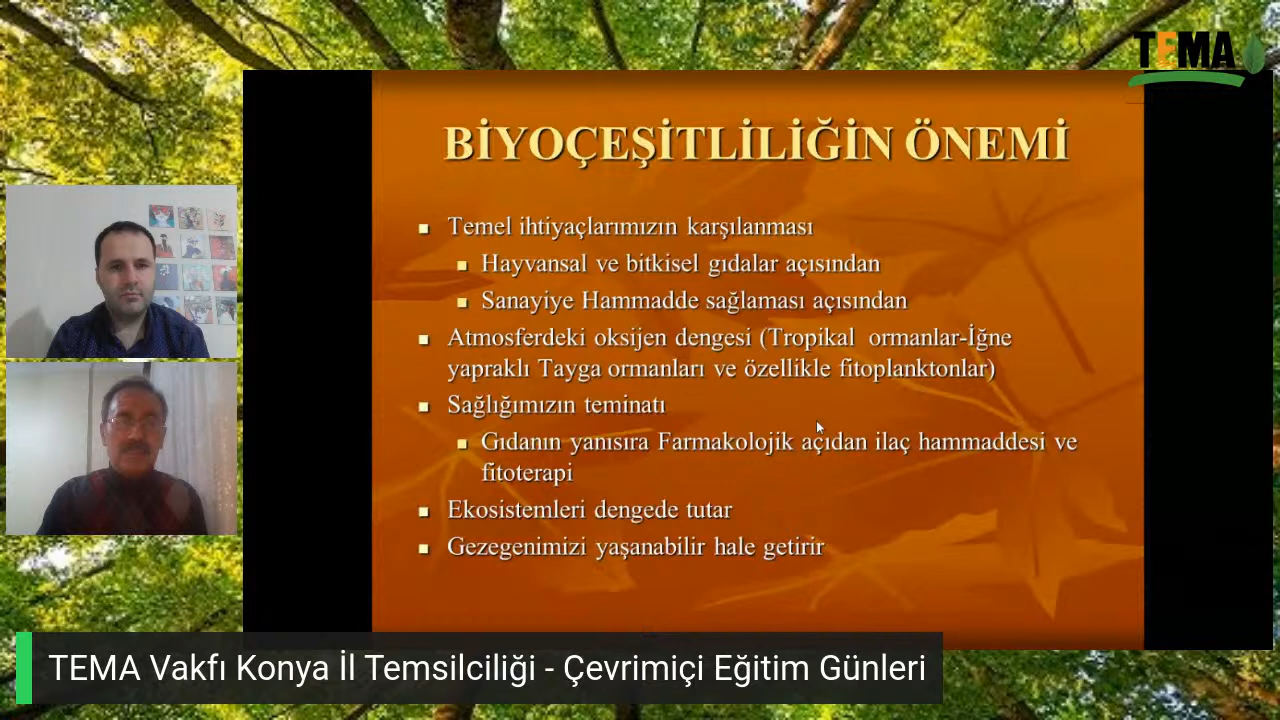 TEMA
BİYOÇEŞİTLİLİĞİN ÖNEMİ
Temel ihtiyaçlarımızın karşılanması
Hayvansal ve bitkisel gıdalar açısından
Sanayiye Hammadde sağlaması açısından
Atmosferdeki oksijen dengesi (Tropikal ormanlar-İğne
yapraklı Tayga ormanları ve özellikle fitoplanktonlar)
Sağlığımızın teminatı
Gıdanın yanısıra Farmakolojik açıdan ilaç hammaddesi ve
fitoterapi
Ekosistemleri dengede tutar
Gezegenimizi yaşanabilir hale getirir
TEMA Vakfı Konya İl Temsilciliği - Çevrimiçi Eğitim Günleri